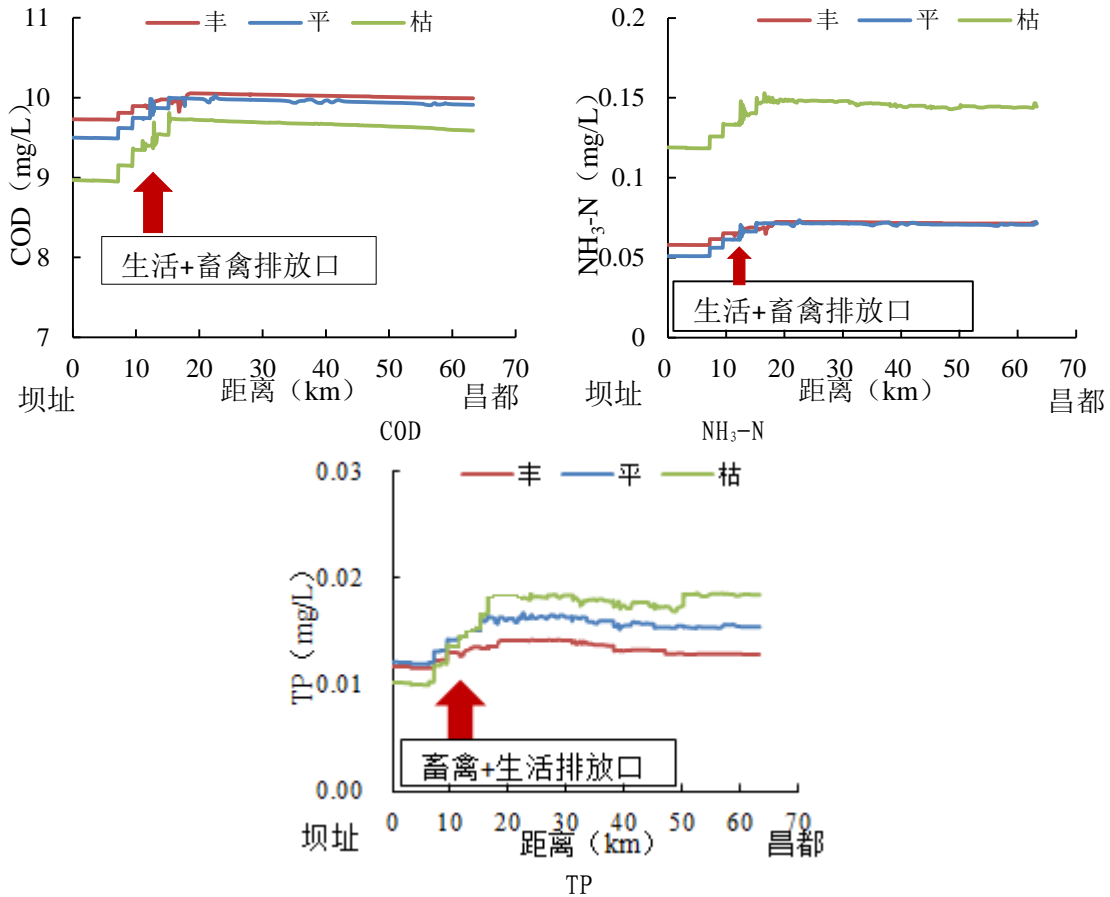 丰 平 枯
11
10
9
8
7
COD（mg/L）
生活+畜禽排放口
0 10 20 30 40 50 60 70
坝址 距离（km） 昌都
COD
丰 平 枯
0.2
0.15
0.1
0.05
0
NH₃-N（mg/L）
生活+畜禽排放口
0 10 20 30 40 50 60 70
坝址 距离（km） 昌都
NH₃-N
丰 平 枯
0.03
0.02
0.01
0.00
TP（mg/L）
畜禽+生活排放口
0 10 20 30 40 50 60 70
坝址 距离（km） 昌都
TP